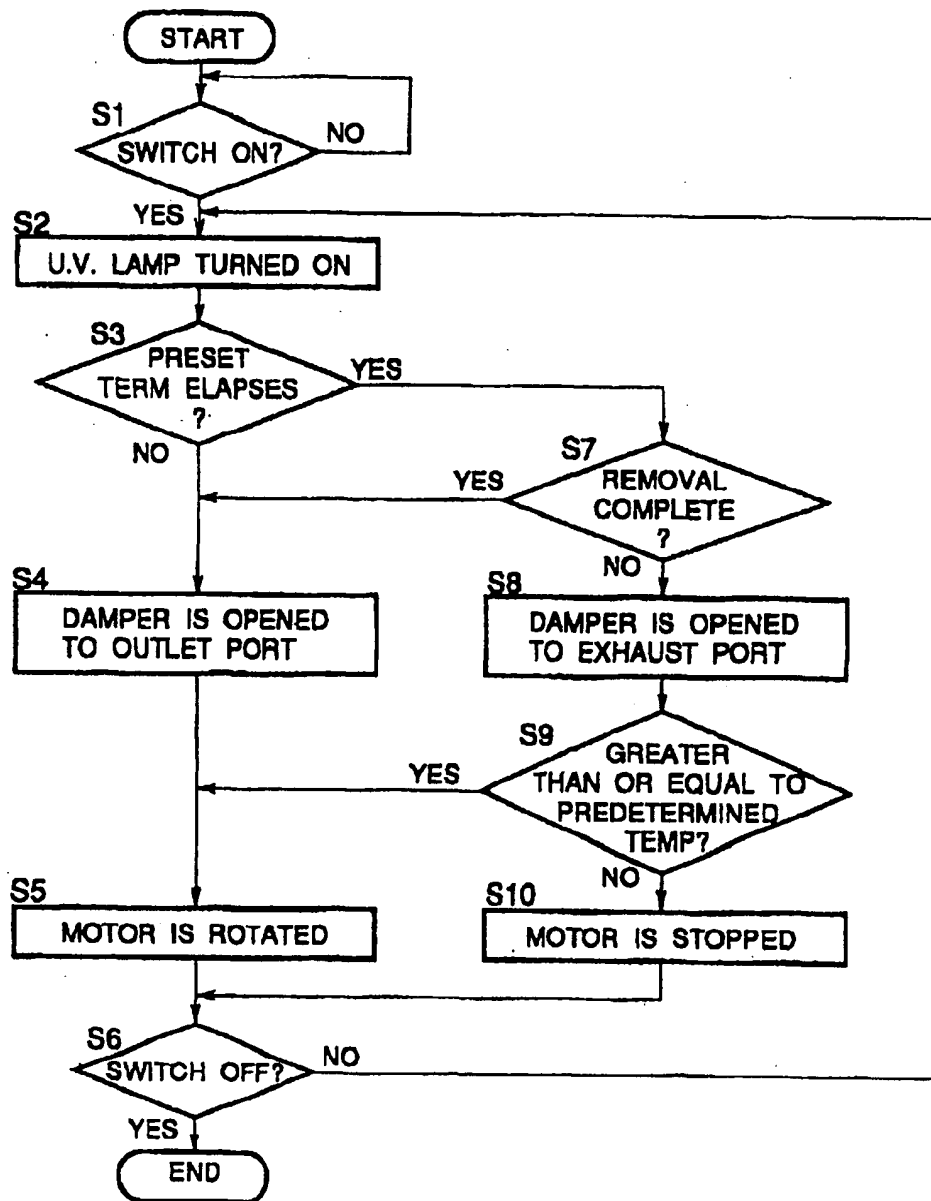 START
S1
SWITCH ON?
NO
YES
S2
U.V. LAMP TURNED ON
S3
PRESET
TERM ELAPSES
?
YES
NO
S7
REMOVAL
COMPLETE
?
YES
NO
S4
DAMPER IS OPENED
TO OUTLET PORT
S8
DAMPER IS OPENED
TO EXHAUST PORT
S9
GREATER
THAN OR EQUAL TO
PREDETERMINED
TEMP?
YES
NO
S5
MOTOR IS ROTATED
S10
MOTOR IS STOPPED
S6
SWITCH OFF?
NO
YES
END